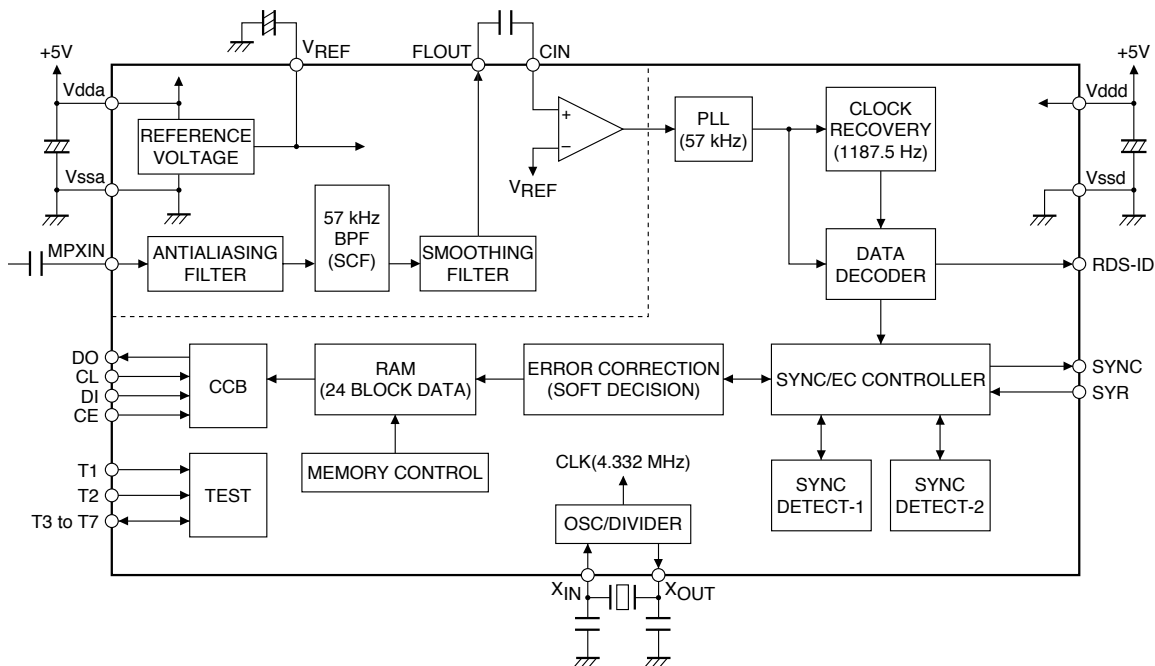 +5V
VREF
FLOUT
CIN
+5V
Vdda
Vddd
REFERENCE
VOLTAGE
+
−
VREF
PLL
(57 kHz)
CLOCK
RECOVERY
(1187.5 Hz)
Vssa
Vssd
MPXIN
ANTIALIASING
FILTER
57 kHz
BPF
(SCF)
SMOOTHING
FILTER
DATA
DECODER
RDS-ID
DO
CL
DI
CE
CCB
RAM
(24 BLOCK DATA)
ERROR CORRECTION
(SOFT DECISION)
SYNC/EC CONTROLLER
SYNC
SYR
T1
T2
T3 to T7
TEST
MEMORY CONTROL
CLK(4.332 MHz)
OSC/DIVIDER
SYNC
DETECT-1
SYNC
DETECT-2
XIN
XOUT